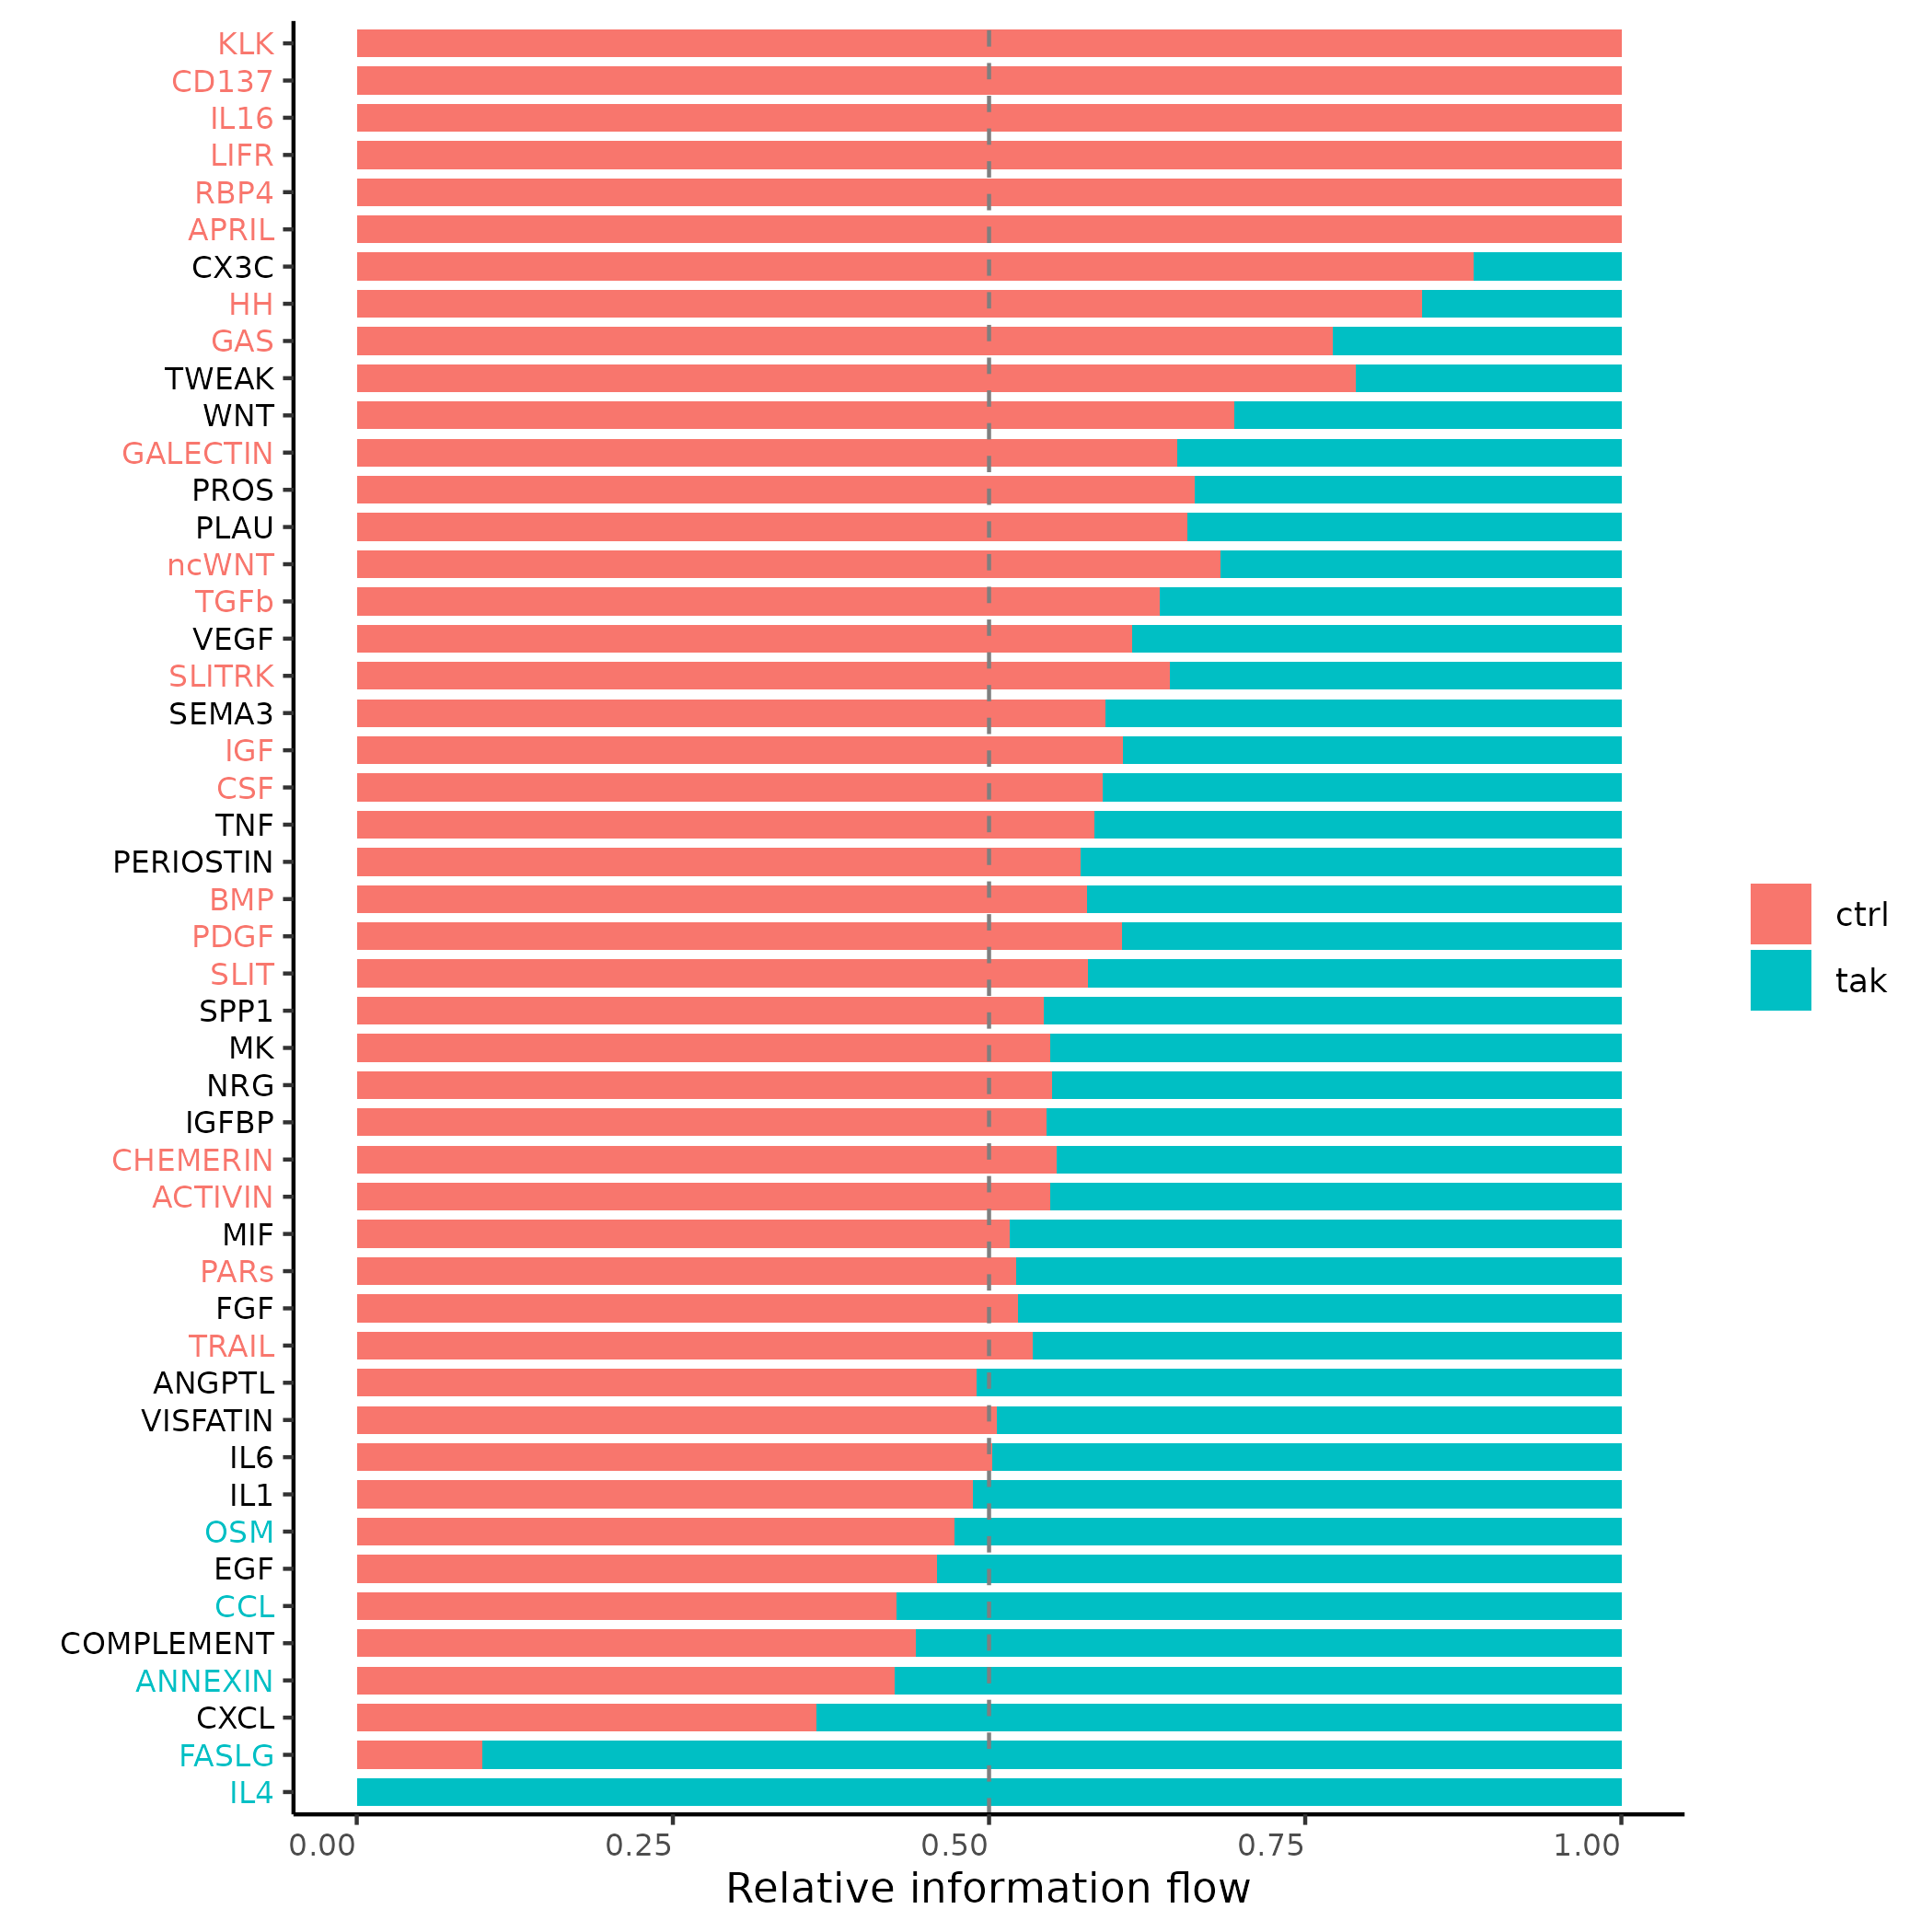 KLK
CD137
IL16
LIFR
RBP4
APRIL
CX3C
HH
GAS
TWEAK
WNT
GALECTIN
PROS
PLAU
ncWNT
TGFb
VEGF
SLITRK
SEMA3
IGF
CSF
TNF
PERIOSTIN
BMP
PDGF
SLIT
SPP1
MK
NRG
IGFBP
CHEMERIN
ACTIVIN
MIF
PARs
FGF
TRAIL
ANGPTL
VISFATIN
IL6
IL1
OSM
EGF
CCL
COMPLEMENT
ANNEXIN
CXCL
FASLG
IL4
0.00 0.25 0.50 0.75 1.00
Relative information flow
ctrl
tak